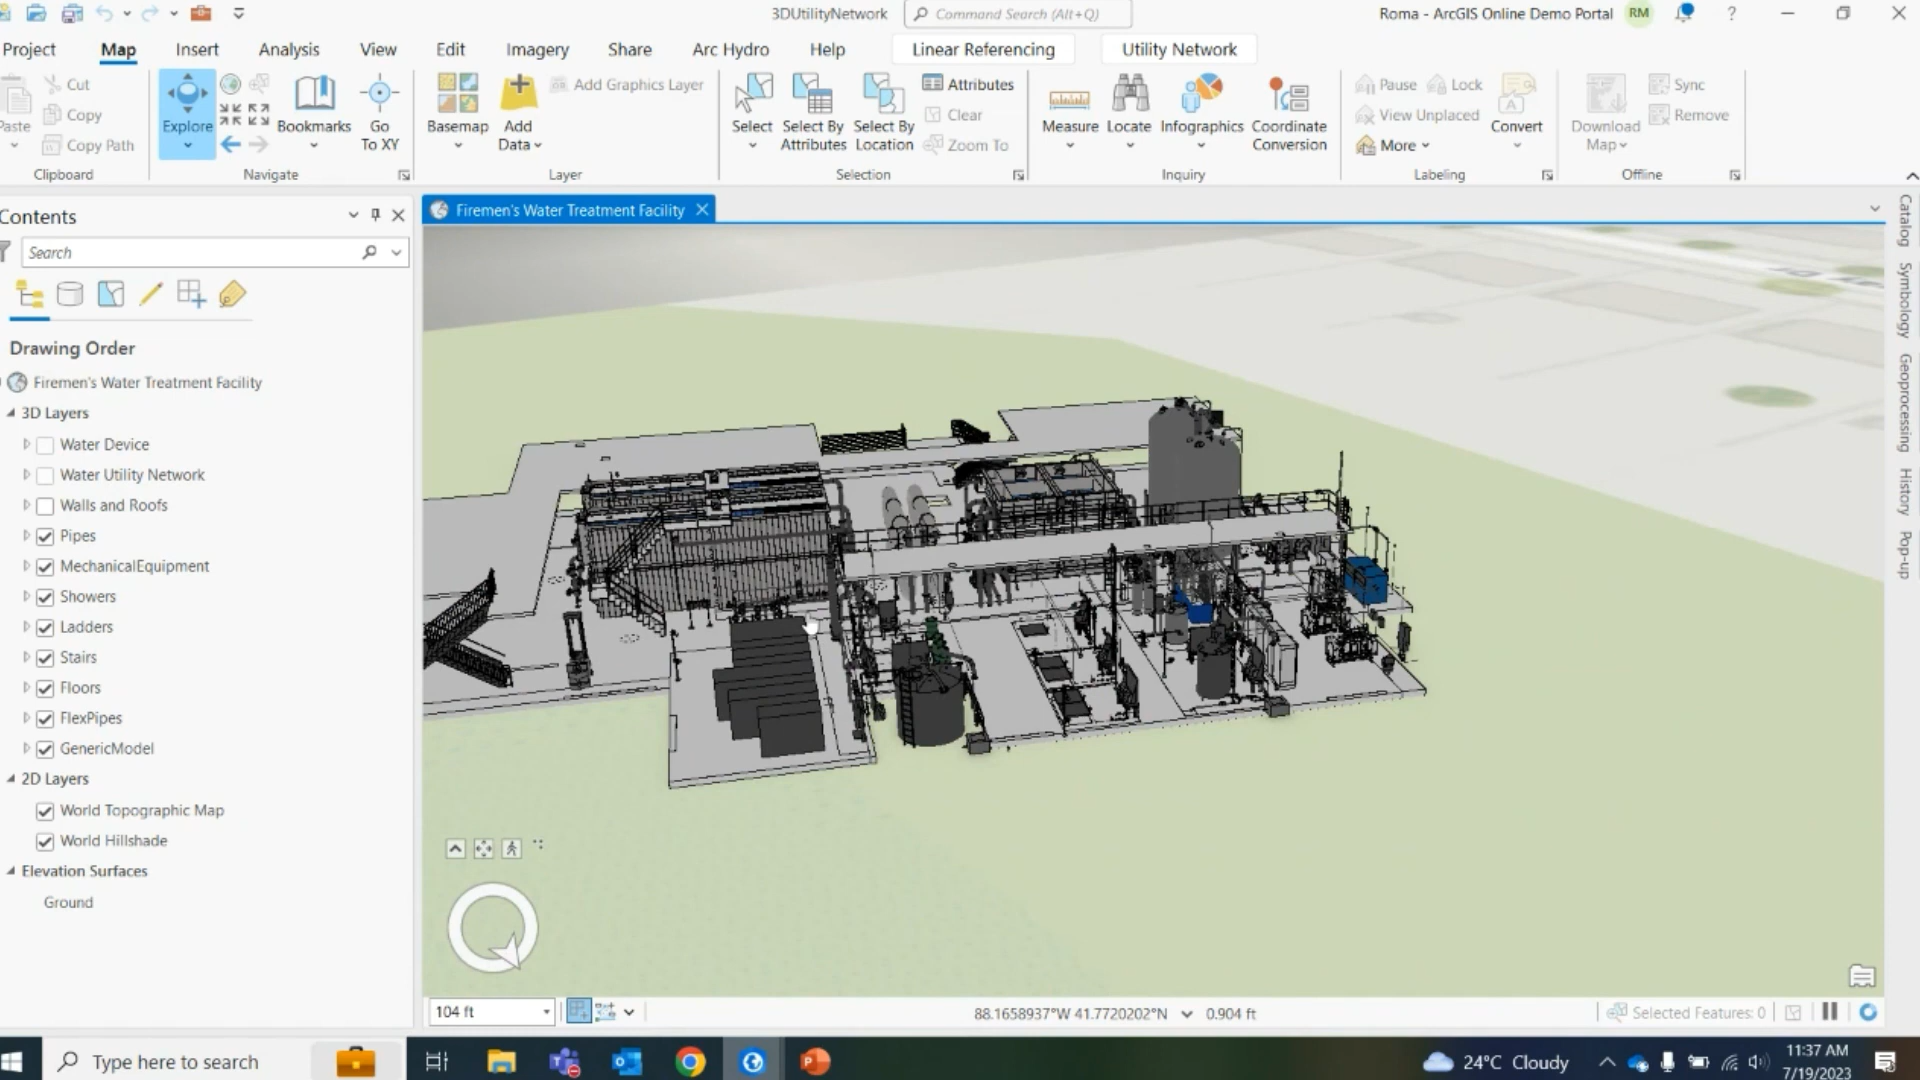 3DUtilityNetwork
Command Search (Alt+Q)
Roma - ArcGIS Online Demo Portal
RM
?
Project
Map
Insert
Analysis
View
Edit
Imagery
Share
Arc Hydro
Help
Linear Referencing
Utility Network
Paste
Cut
Copy
Copy Path
Clipboard
Explore
Bookmarks
Go
To XY
Navigate
Basemap
Add
Data
Add Graphics Layer
Layer
Select
Select By
Attributes
Select By
Location
Attributes
Clear
Zoom To
Selection
Measure
Locate
Infographics
Coordinate
Conversion
Inquiry
Pause
Lock
View Unplaced
More
Convert
Labeling
Download
Map
Sync
Remove
Offline
Contents
Search
Drawing Order
Firemen's Water Treatment Facility
3D Layers
Water Device
Water Utility Network
Walls and Roofs
Pipes
MechanicalEquipment
Showers
Ladders
Stairs
Floors
FlexPipes
GenericModel
2D Layers
World Topographic Map
World Hillshade
Elevation Surfaces
Ground
Firemen's Water Treatment Facility
Catalog
Symbology
Geoprocessing
History
Pop-up
104 ft
88.1658937°W 41.7720202°N
0.904 ft
Selected Features: 0
Type here to search
24°C Cloudy
11:37 AM
7/19/2023